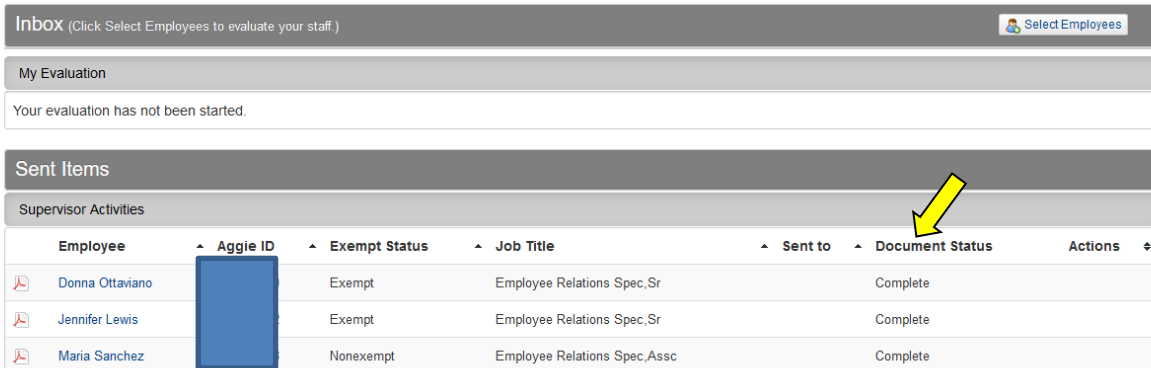 Inbox (Click Select Employees to evaluate your staff.) Select Employees
My Evaluation
Your evaluation has not been started.
Sent Items
Supervisor Activities
Employee Aggie ID Exempt Status Job Title Sent to Document Status Actions
Donna Ottaviano Exempt Employee Relations Spec,Sr Complete
Jennifer Lewis 2 Exempt Employee Relations Spec,Sr Complete
Maria Sanchez Nonexempt Employee Relations Spec,Assc Complete